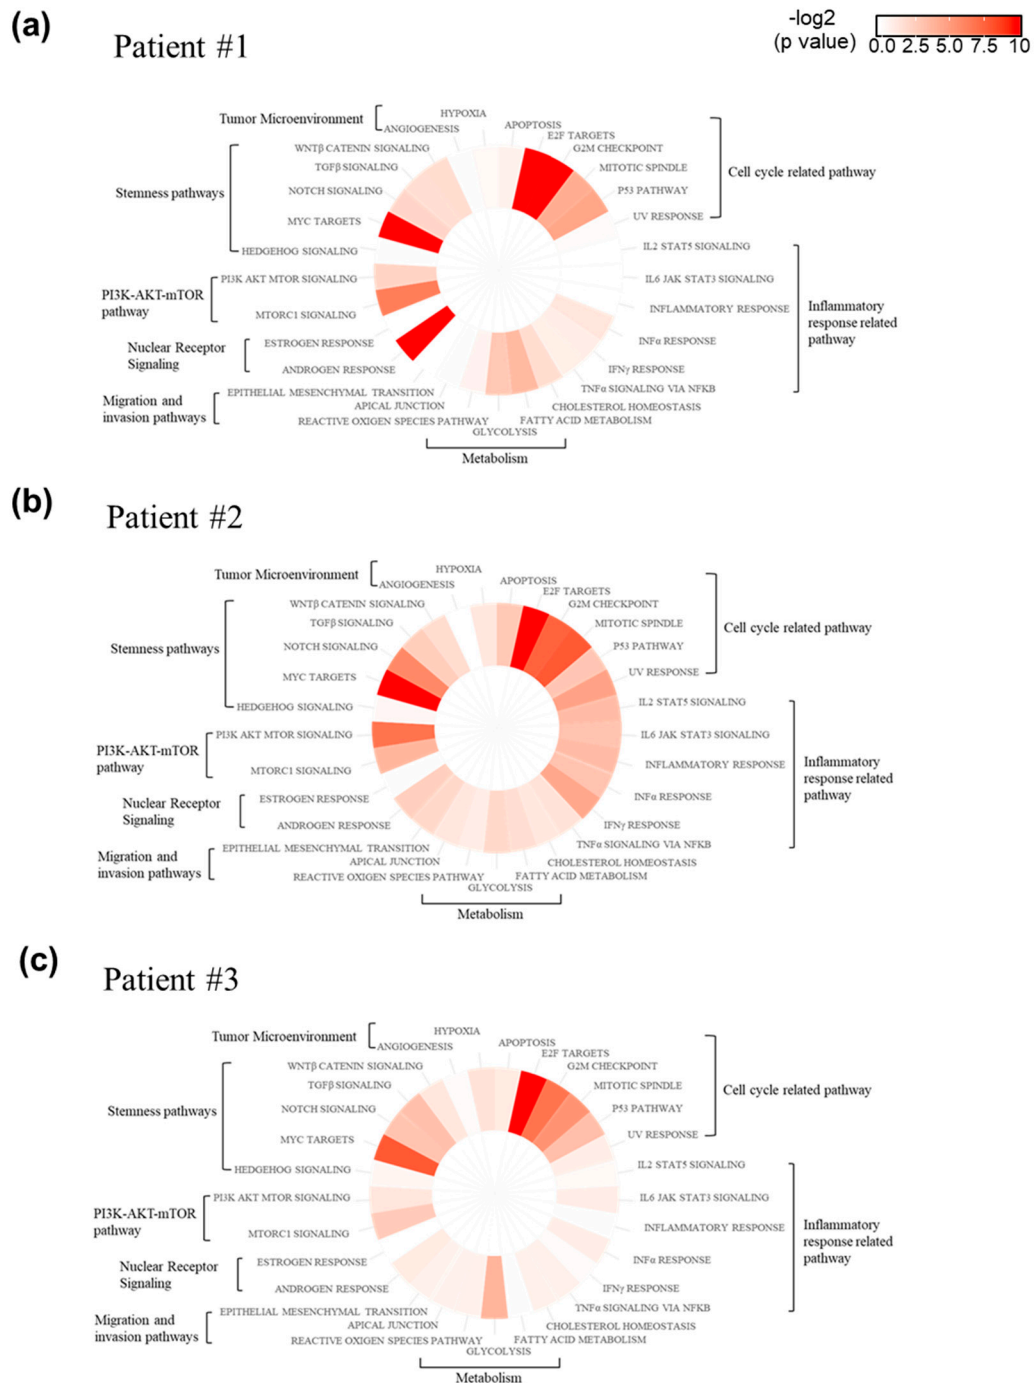 (a)
Patient #1
-log2
(p value)
0.0 2.5 5.0 7.5 10
Tumor Microenvironment
HYPOXIA
ANGIOGENESIS
APOPTOSIS
E2F TARGETS
G2M CHECKPOINT
MITOTIC SPINDLE
P53 PATHWAY
UV RESPONSE
Cell cycle related pathway
WNTβ CATENIN SIGNALING
TGFβ SIGNALING
NOTCH SIGNALING
MYC TARGETS
HEDGEHOG SIGNALING
Stemness pathways
IL2 STAT5 SIGNALING
IL6 JAK STAT3 SIGNALING
INFLAMMATORY RESPONSE
INFα RESPONSE
IFNγ RESPONSE
TNFα SIGNALING VIA NFKB
Inflammatory
response related
pathway
PI3K AKT MTOR SIGNALING
MTORC1 SIGNALING
PI3K-AKT-mTOR
pathway
ESTROGEN RESPONSE
ANDROGEN RESPONSE
Nuclear Receptor
Signaling
EPITHELIAL MESENCHYMAL TRANSITION
APICAL JUNCTION
Migration and
invasion pathways
REACTIVE OXIGEN SPECIES PATHWAY
GLYCOLYSIS
FATTY ACID METABOLISM
CHOLESTEROL HOMEOSTASIS
Metabolism
(b)
Patient #2
Tumor Microenvironment
HYPOXIA
ANGIOGENESIS
APOPTOSIS
E2F TARGETS
G2M CHECKPOINT
MITOTIC SPINDLE
P53 PATHWAY
UV RESPONSE
Cell cycle related pathway
WNTβ CATENIN SIGNALING
TGFβ SIGNALING
NOTCH SIGNALING
MYC TARGETS
HEDGEHOG SIGNALING
Stemness pathways
IL2 STAT5 SIGNALING
IL6 JAK STAT3 SIGNALING
INFLAMMATORY RESPONSE
INFα RESPONSE
IFNγ RESPONSE
TNFα SIGNALING VIA NFKB
Inflammatory
response related
pathway
PI3K AKT MTOR SIGNALING
MTORC1 SIGNALING
PI3K-AKT-mTOR
pathway
ESTROGEN RESPONSE
ANDROGEN RESPONSE
Nuclear Receptor
Signaling
EPITHELIAL MESENCHYMAL TRANSITION
APICAL JUNCTION
Migration and
invasion pathways
REACTIVE OXIGEN SPECIES PATHWAY
GLYCOLYSIS
FATTY ACID METABOLISM
CHOLESTEROL HOMEOSTASIS
Metabolism
(c)
Patient #3
Tumor Microenvironment
HYPOXIA
ANGIOGENESIS
APOPTOSIS
E2F TARGETS
G2M CHECKPOINT
MITOTIC SPINDLE
P53 PATHWAY
UV RESPONSE
Cell cycle related pathway
WNTβ CATENIN SIGNALING
TGFβ SIGNALING
NOTCH SIGNALING
MYC TARGETS
HEDGEHOG SIGNALING
Stemness pathways
IL2 STAT5 SIGNALING
IL6 JAK STAT3 SIGNALING
INFLAMMATORY RESPONSE
INFα RESPONSE
IFNγ RESPONSE
TNFα SIGNALING VIA NFKB
Inflammatory
response related
pathway
PI3K AKT MTOR SIGNALING
MTORC1 SIGNALING
PI3K-AKT-mTOR
pathway
ESTROGEN RESPONSE
ANDROGEN RESPONSE
Nuclear Receptor
Signaling
EPITHELIAL MESENCHYMAL TRANSITION
APICAL JUNCTION
Migration and
invasion pathways
REACTIVE OXIGEN SPECIES PATHWAY
GLYCOLYSIS
FATTY ACID METABOLISM
CHOLESTEROL HOMEOSTASIS
Metabolism